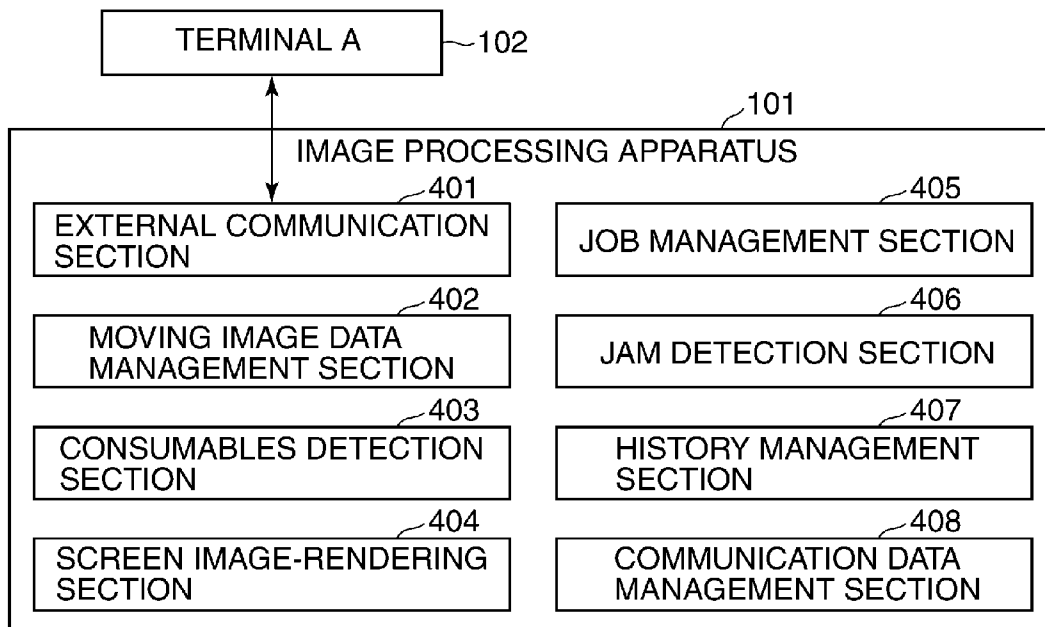 TERMINAL A
102
101
IMAGE PROCESSING APPARATUS
401
EXTERNAL COMMUNICATION
SECTION
402
MOVING IMAGE DATA
MANAGEMENT SECTION
403
CONSUMABLES DETECTION
SECTION
404
SCREEN IMAGE-RENDERING
SECTION
405
JOB MANAGEMENT SECTION
406
JAM DETECTION SECTION
407
HISTORY MANAGEMENT
SECTION
408
COMMUNICATION DATA
MANAGEMENT SECTION